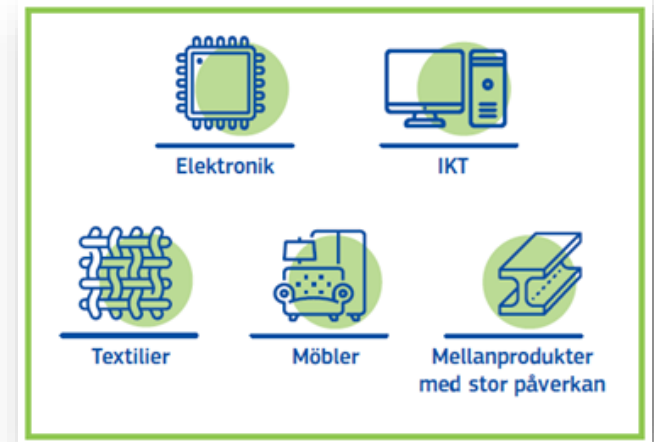 Elektronik
IKT
Textilier
Möbler
Mellanprodukter
med stor påverkan